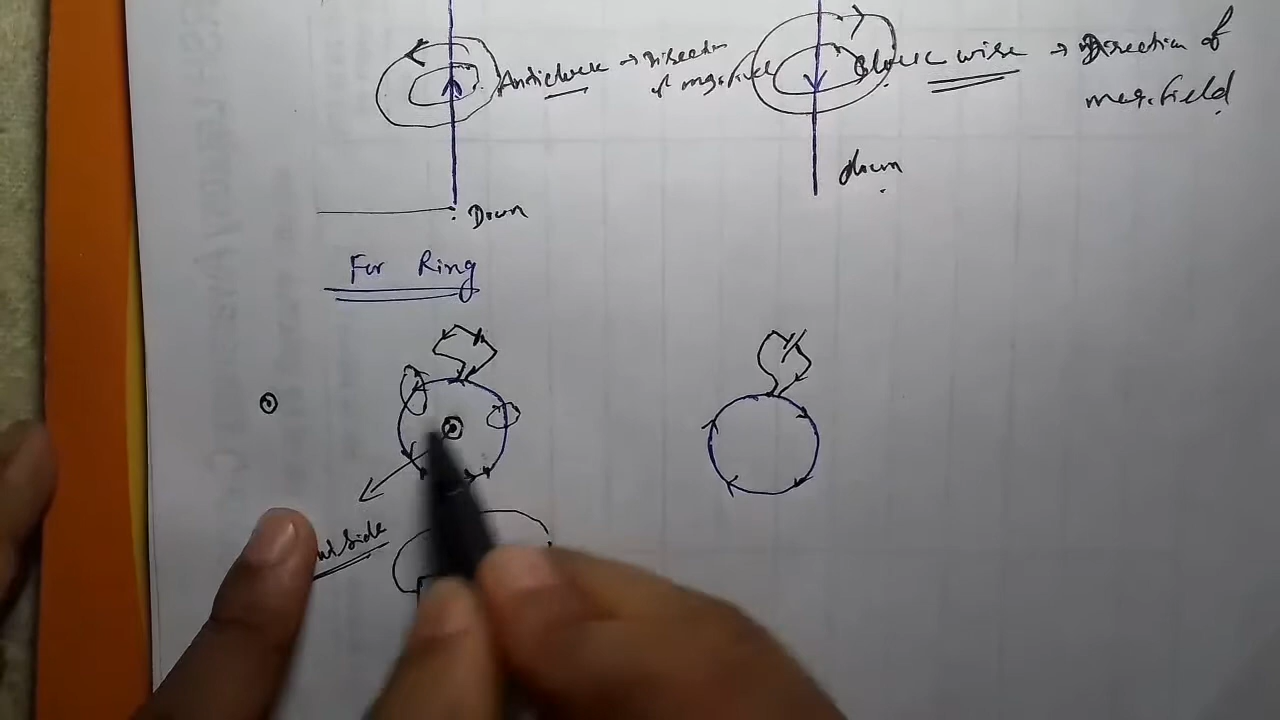 Anticlock → Direction
of mag. field
Clock wise → Direction of
mag. field
Down
down
For Ring